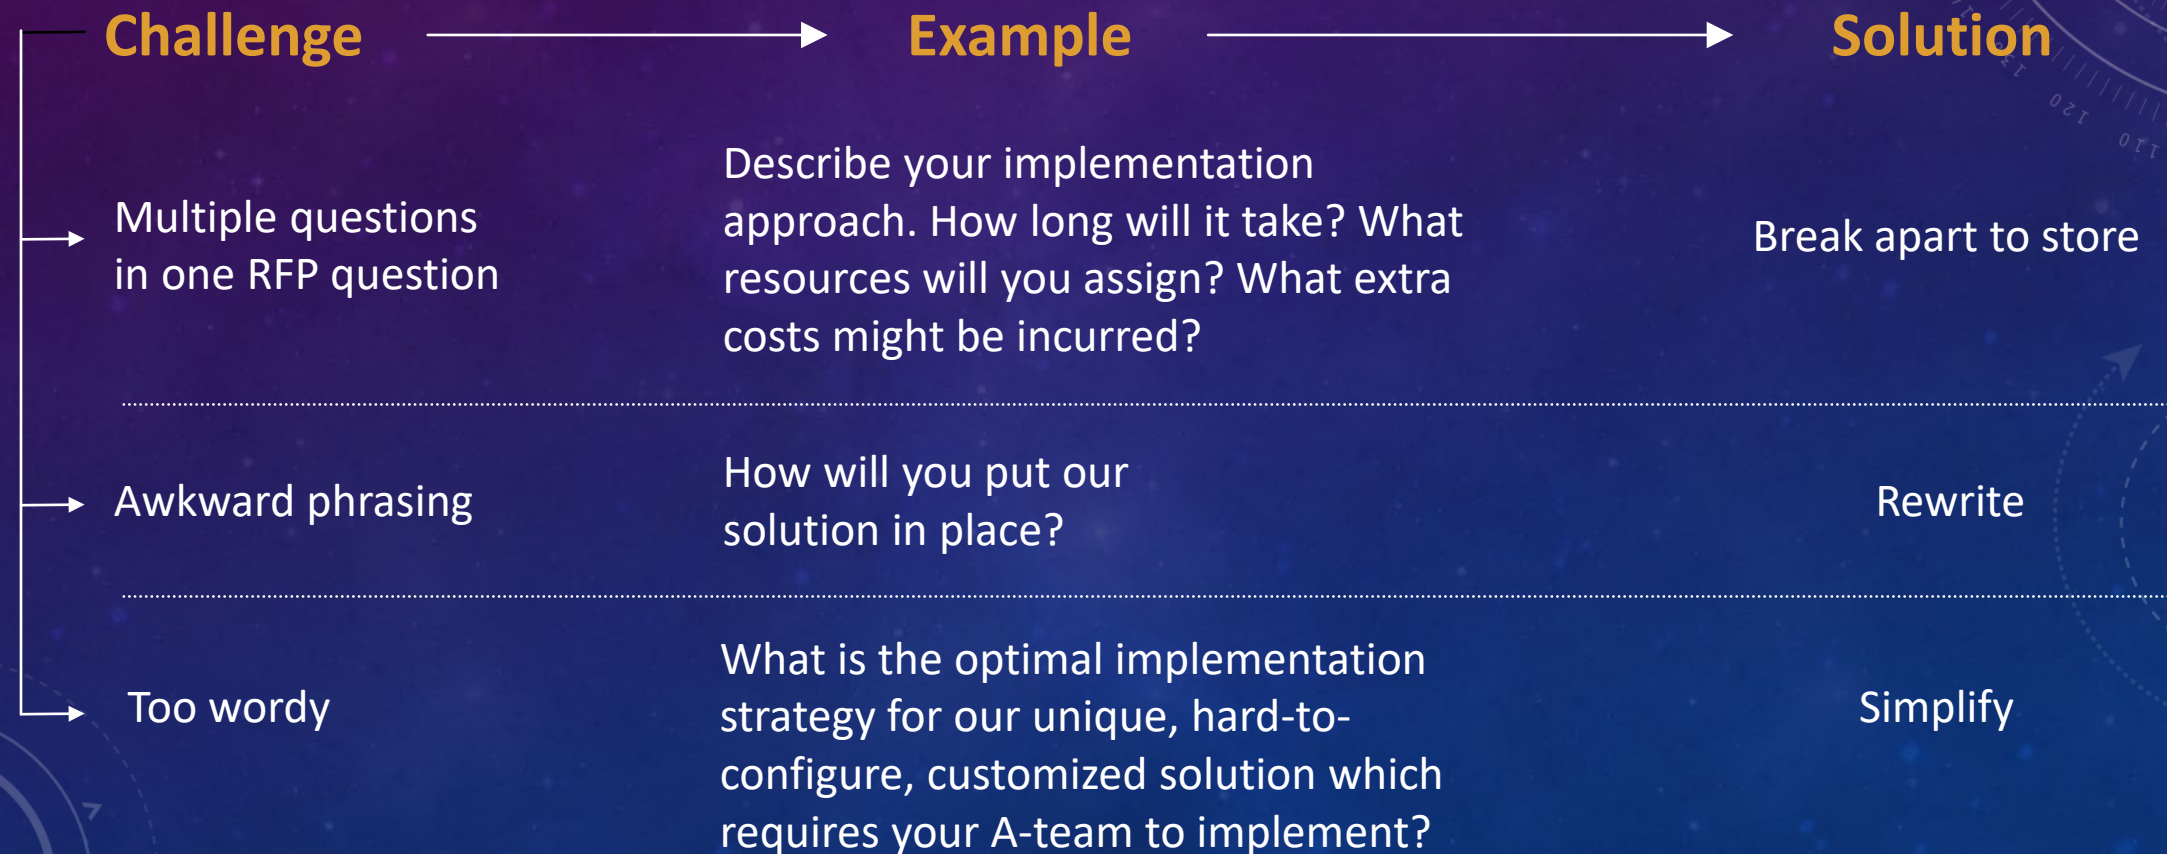 Challenge
Example
Solution
Multiple questions
in one RFP question
Describe your implementation
approach. How long will it take? What
resources will you assign? What extra
costs might be incurred?
Break apart to store
Awkward phrasing
How will you put our
solution in place?
Rewrite
Too wordy
What is the optimal implementation
strategy for our unique, hard-to-
configure, customized solution which
requires your A-team to implement?
Simplify
120
110